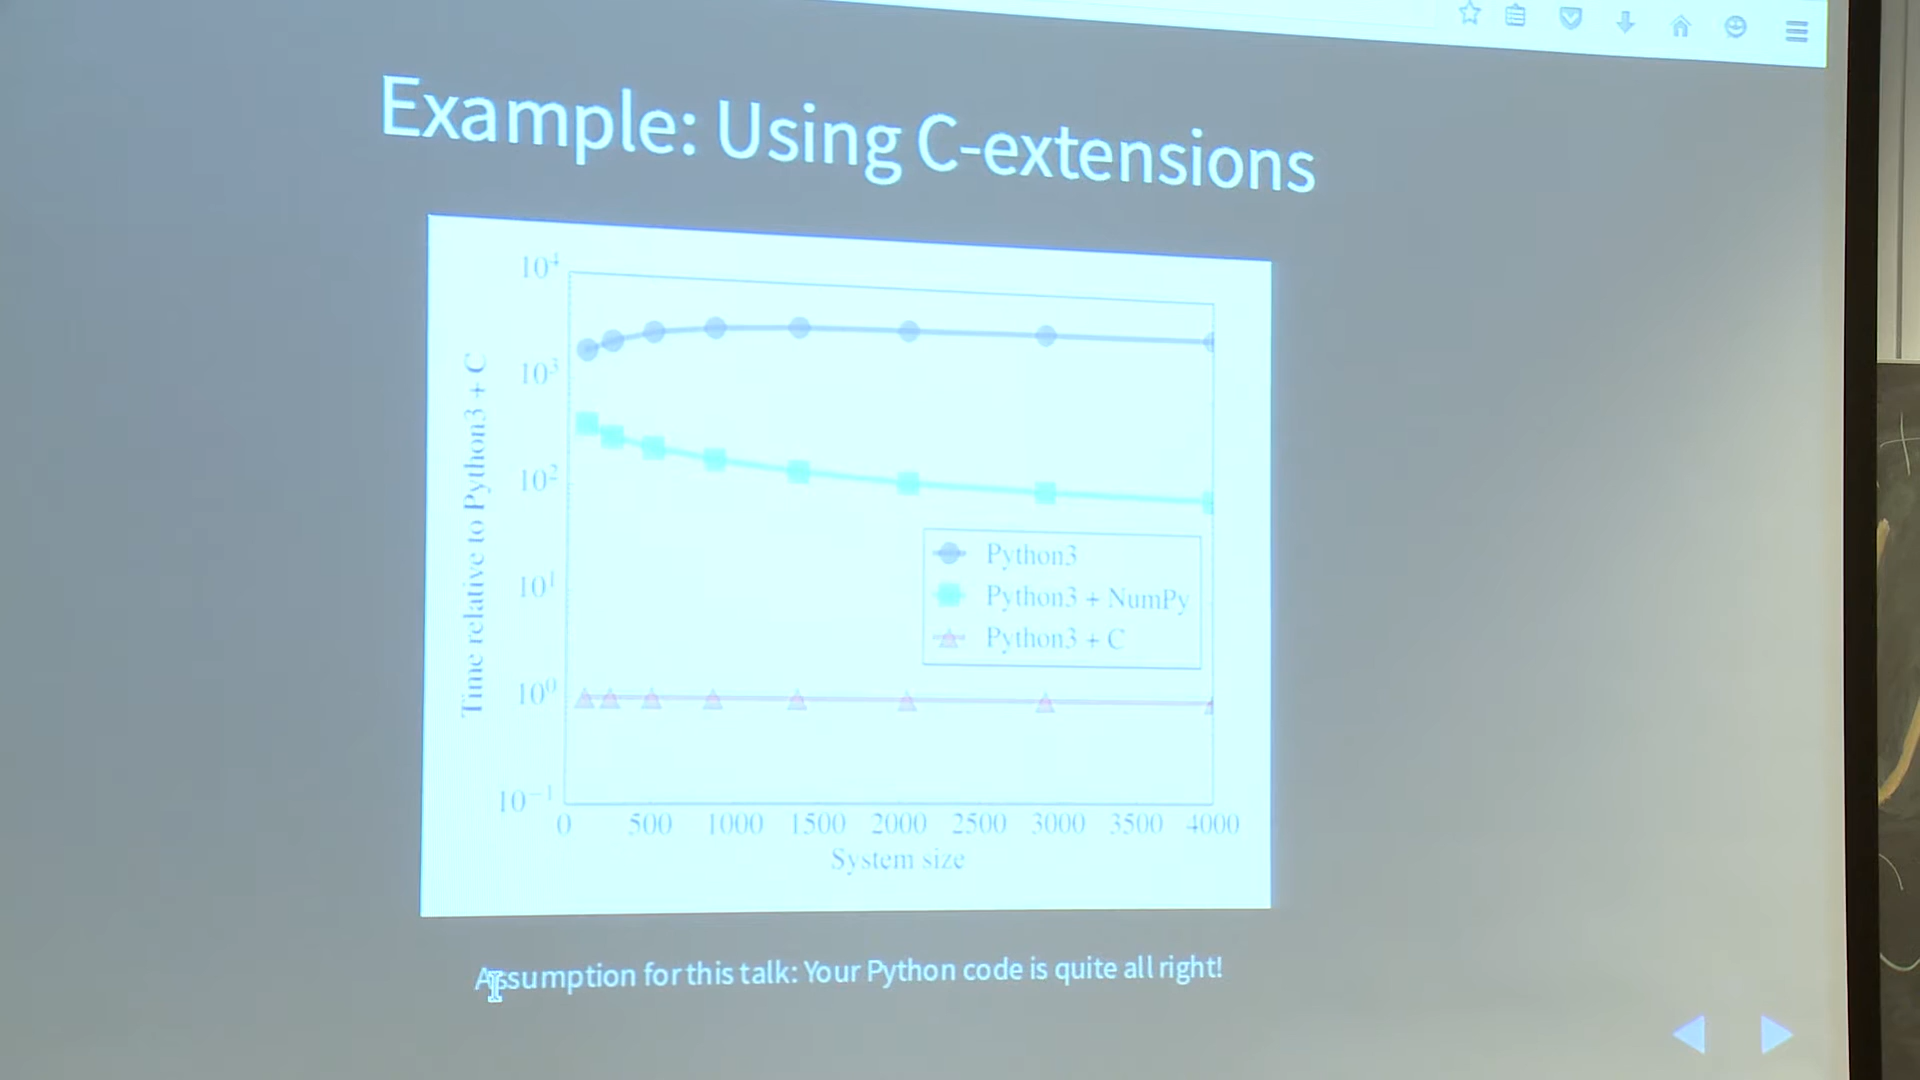 Example: Using C-extensions
10⁴
10³
10²
10¹
10⁰
10⁻¹
Time relative to Python3 + C
Python3
Python3 + NumPy
Python3 + C
0 500 1000 1500 2000 2500 3000 3500 4000
System size
Assumption for this talk: Your Python code is quite all right!